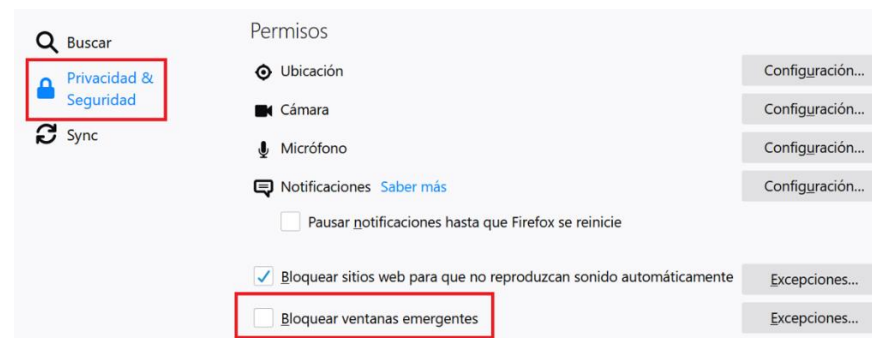 Buscar
Privacidad &
Seguridad
Sync
Permisos
Ubicación Configuración...
Cámara Configuración...
Micrófono Configuración...
Notificaciones Saber más Configuración...
Pausar notificaciones hasta que Firefox se reinicie
Bloquear sitios web para que no reproduzcan sonido automáticamente Excepciones...
Bloquear ventanas emergentes Excepciones...